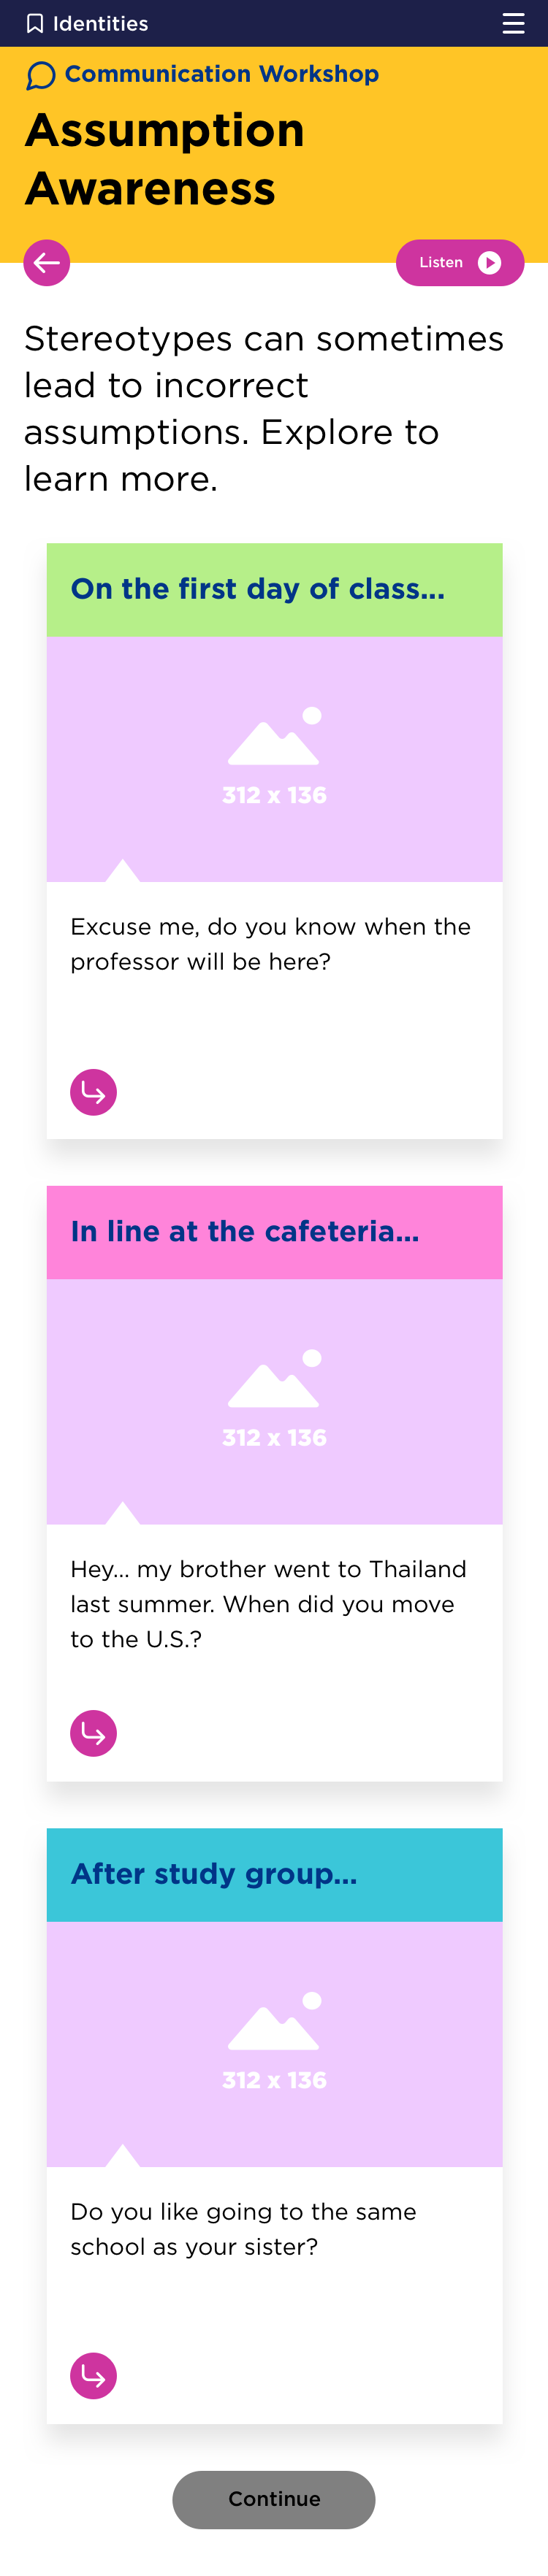 Identities
Communication Workshop
Assumption
Awareness
Listen
Stereotypes can sometimes
lead to incorrect
assumptions. Explore to
learn more.
On the first day of class...
312 x 136
Excuse me, do you know when the
professor will be here?
In line at the cafeteria...
312 x 136
Hey... my brother went to Thailand
last summer. When did you move
to the U.S.?
After study group...
312 x 136
Do you like going to the same
school as your sister?
Continue